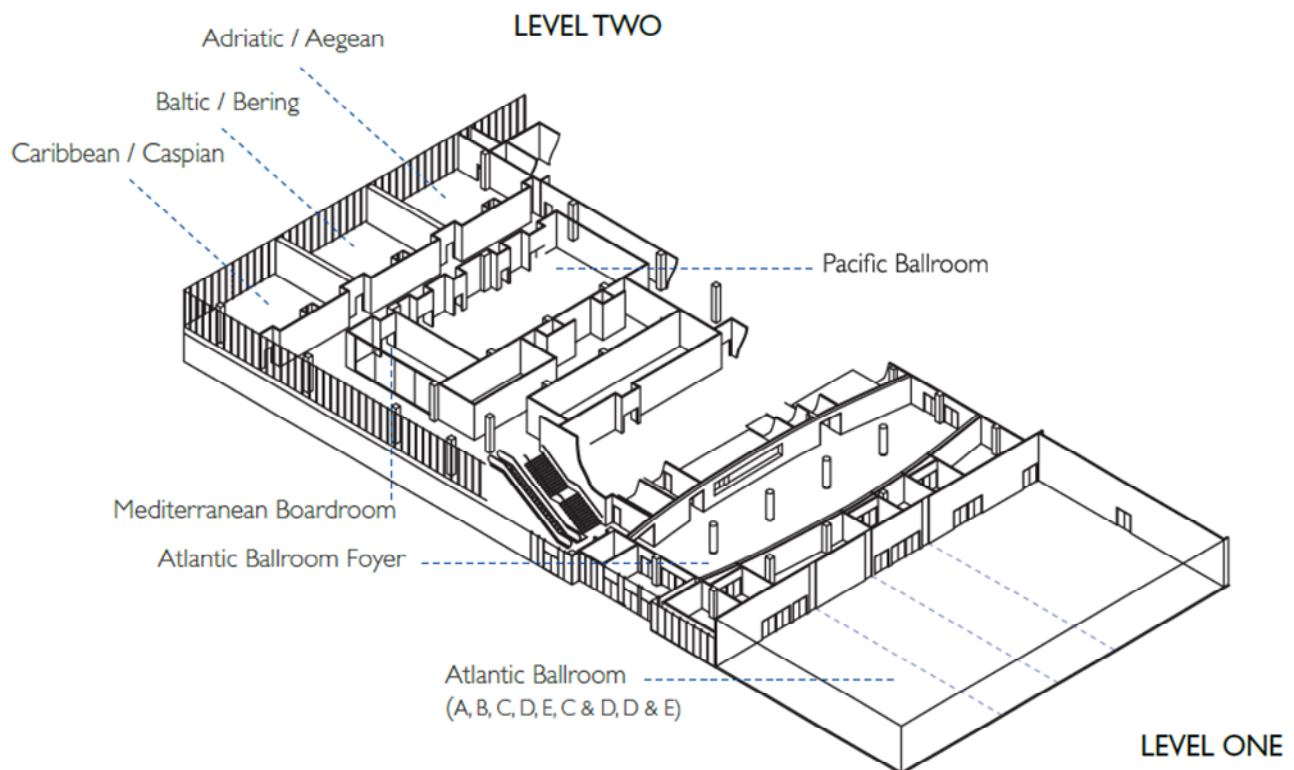 LEVEL TWO
Adriatic / Aegean
Baltic / Bering
Caribbean / Caspian
Pacific Ballroom
Mediterranean Boardroom
Atlantic Ballroom Foyer
Atlantic Ballroom
(A, B, C, D, E, C & D, D & E)
LEVEL ONE